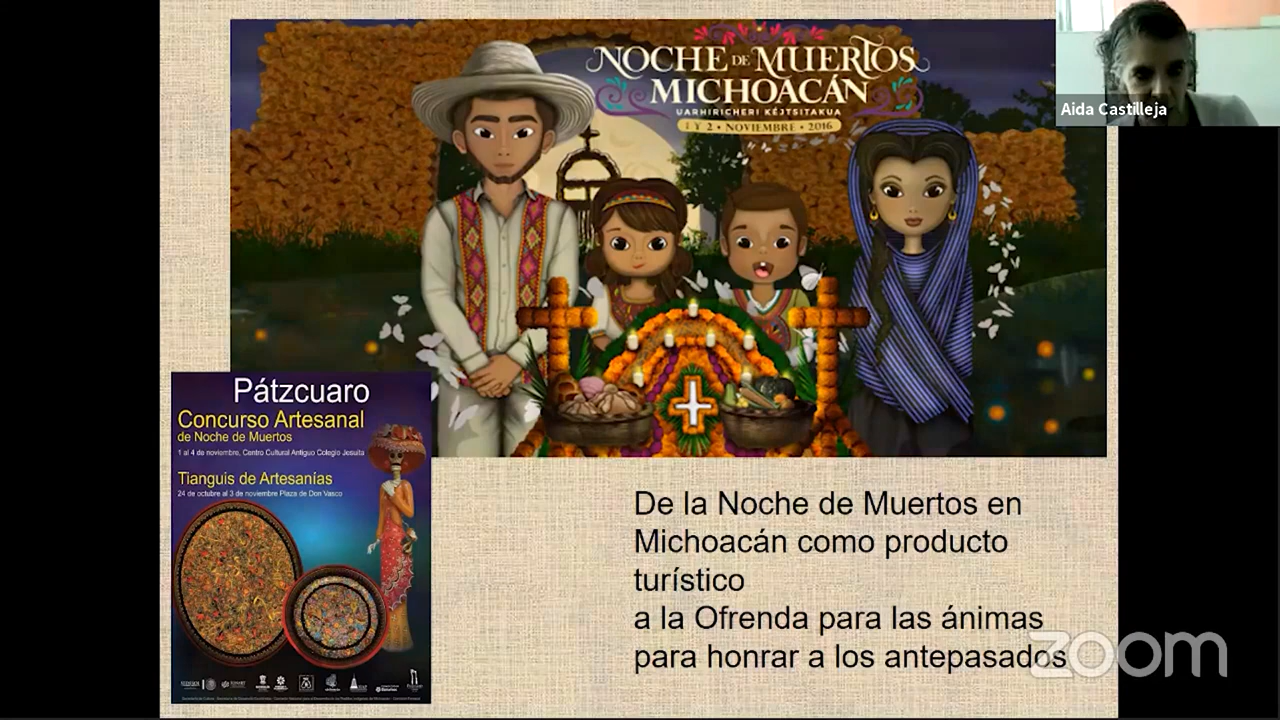 NOCHE DE MUERTOS
MICHOACÁN
UARHIRICHERI KÉJTSITAKUA
1 Y 2 • NOVIEMBRE • 2016
Aida Castilleja
Pátzcuaro
Concurso Artesanal
de Noche de Muertos
1 al 4 de noviembre, Centro Cultural Antiguo Colegio Jesuita
Tianguis de Artesanías
24 de octubre al 3 de noviembre Plaza de Don Vasco
De la Noche de Muertos en
Michoacán como producto
turístico
a la Ofrenda para las ánimas
para honrar a los antepasados
zoom